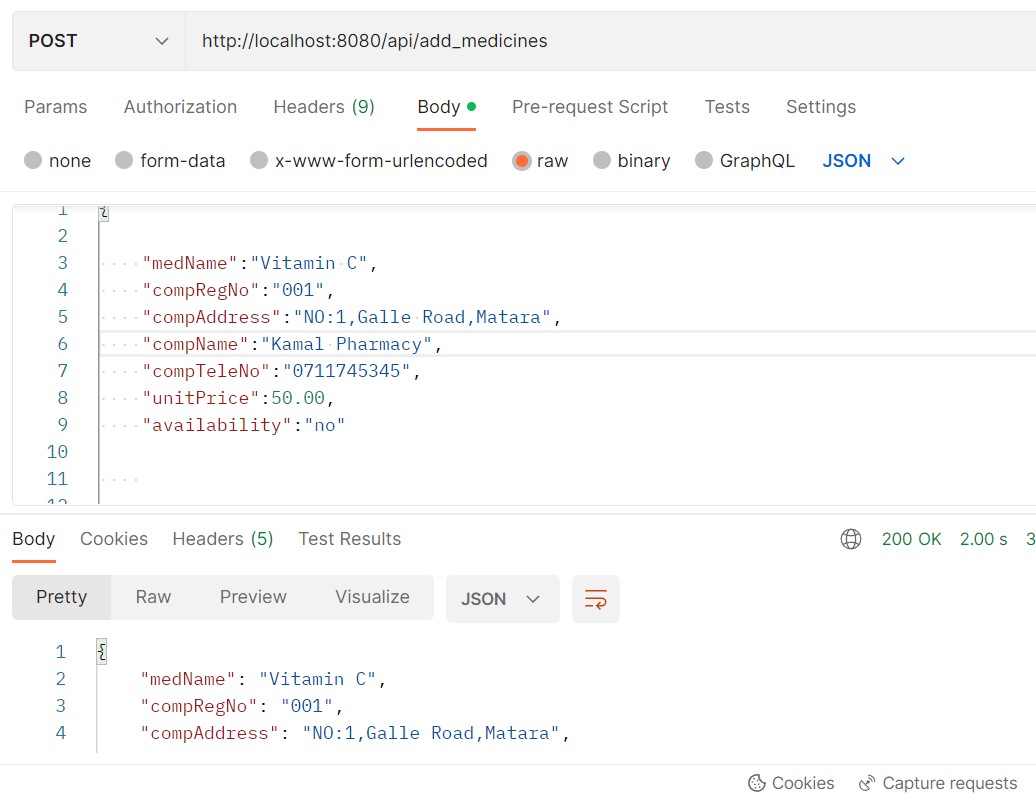 POST http://localhost:8080/api/add_medicines
Params Authorization Headers (9) Body Pre-request Script Tests Settings
none form-data x-www-form-urlencoded raw binary GraphQL JSON
1 {
2
3 "medName":"Vitamin C",
4 "compRegNo":"001",
5 "compAddress":"NO:1,Galle Road,Matara",
6 "compName":"Kamal Pharmacy",
7 "compTeleNo":"0711745345",
8 "unitPrice":50.00,
9 "availability":"no"
10
11
12
Body Cookies Headers (5) Test Results 200 OK 2.00 s 3
Pretty Raw Preview Visualize JSON
1 {
2 "medName": "Vitamin C",
3 "compRegNo": "001",
4 "compAddress": "NO:1,Galle Road,Matara",
Cookies Capture requests